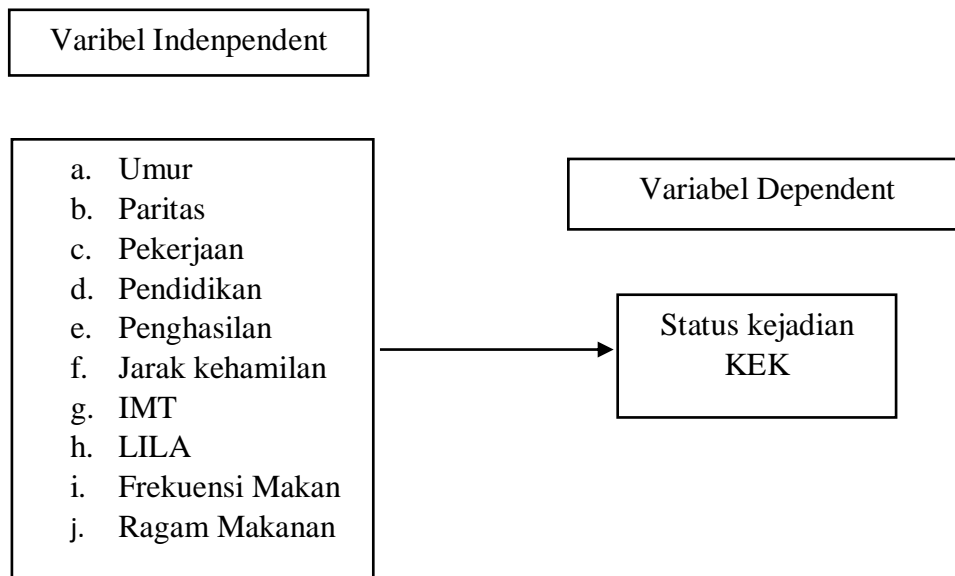 Varibel Indenpendent
a. Umur
b. Paritas
c. Pekerjaan
d. Pendidikan
e. Penghasilan
f. Jarak kehamilan
g. IMT
h. LILA
i. Frekuensi Makan
j. Ragam Makanan
Variabel Dependent
Status kejadian
KEK